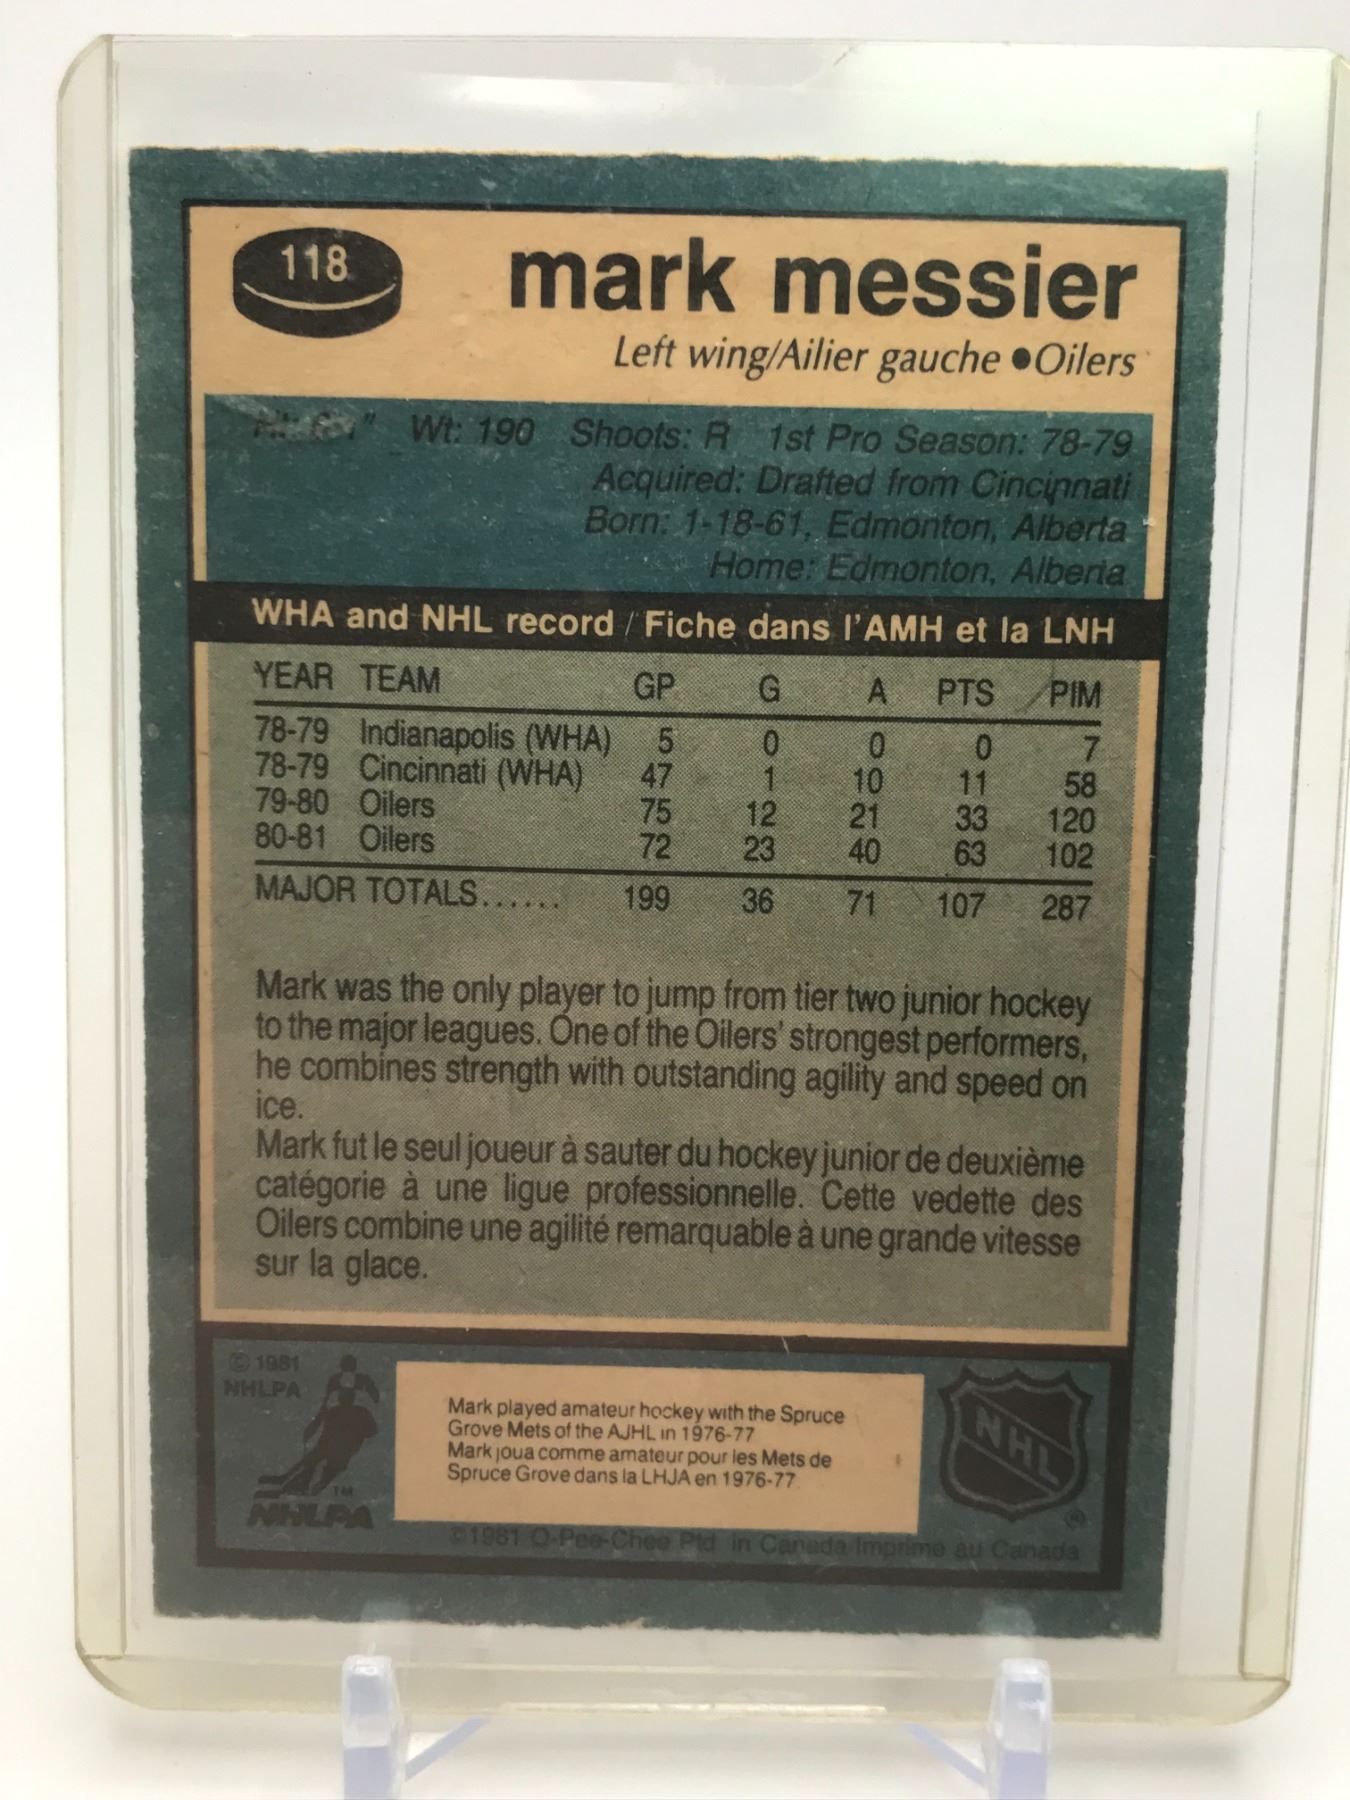 118
mark messier
Left wing/Ailier gauche ●Oilers
Wt: 190 Shoots: R 1st Pro Season: 78-79
Acquired: Drafted from Cincinnati
Born: 1-18-61, Edmonton, Alberta
Home: Edmonton, Alberta
WHA and NHL record / Fiche dans l'AMH et la LNH
YEAR TEAM GP G A PTS PIM
78-79 Indianapolis (WHA) 5 0 0 0 7
78-79 Cincinnati (WHA) 47 1 10 11 58
79-80 Oilers 75 12 21 33 120
80-81 Oilers 72 23 40 63 102
MAJOR TOTALS...... 199 36 71 107 287
Mark was the only player to jump from tier two junior hockey
to the major leagues. One of the Oilers' strongest performers,
he combines strength with outstanding agility and speed on
ice.
Mark fut le seul joueur à sauter du hockey junior de deuxième
catégorie à une ligue professionnelle. Cette vedette des
Oilers combine une agilité remarquable à une grande vitesse
sur la glace.
© 1981
NHLPA
TM
NHLPA
Mark played amateur hockey with the Spruce
Grove Mets of the AJHL in 1976-77
Mark joua comme amateur pour les Mets de
Spruce Grove dans la LHJA en 1976-77
NHL
®
©1981 O-Pee-Chee Ptd in Canada Imprimé au Canada